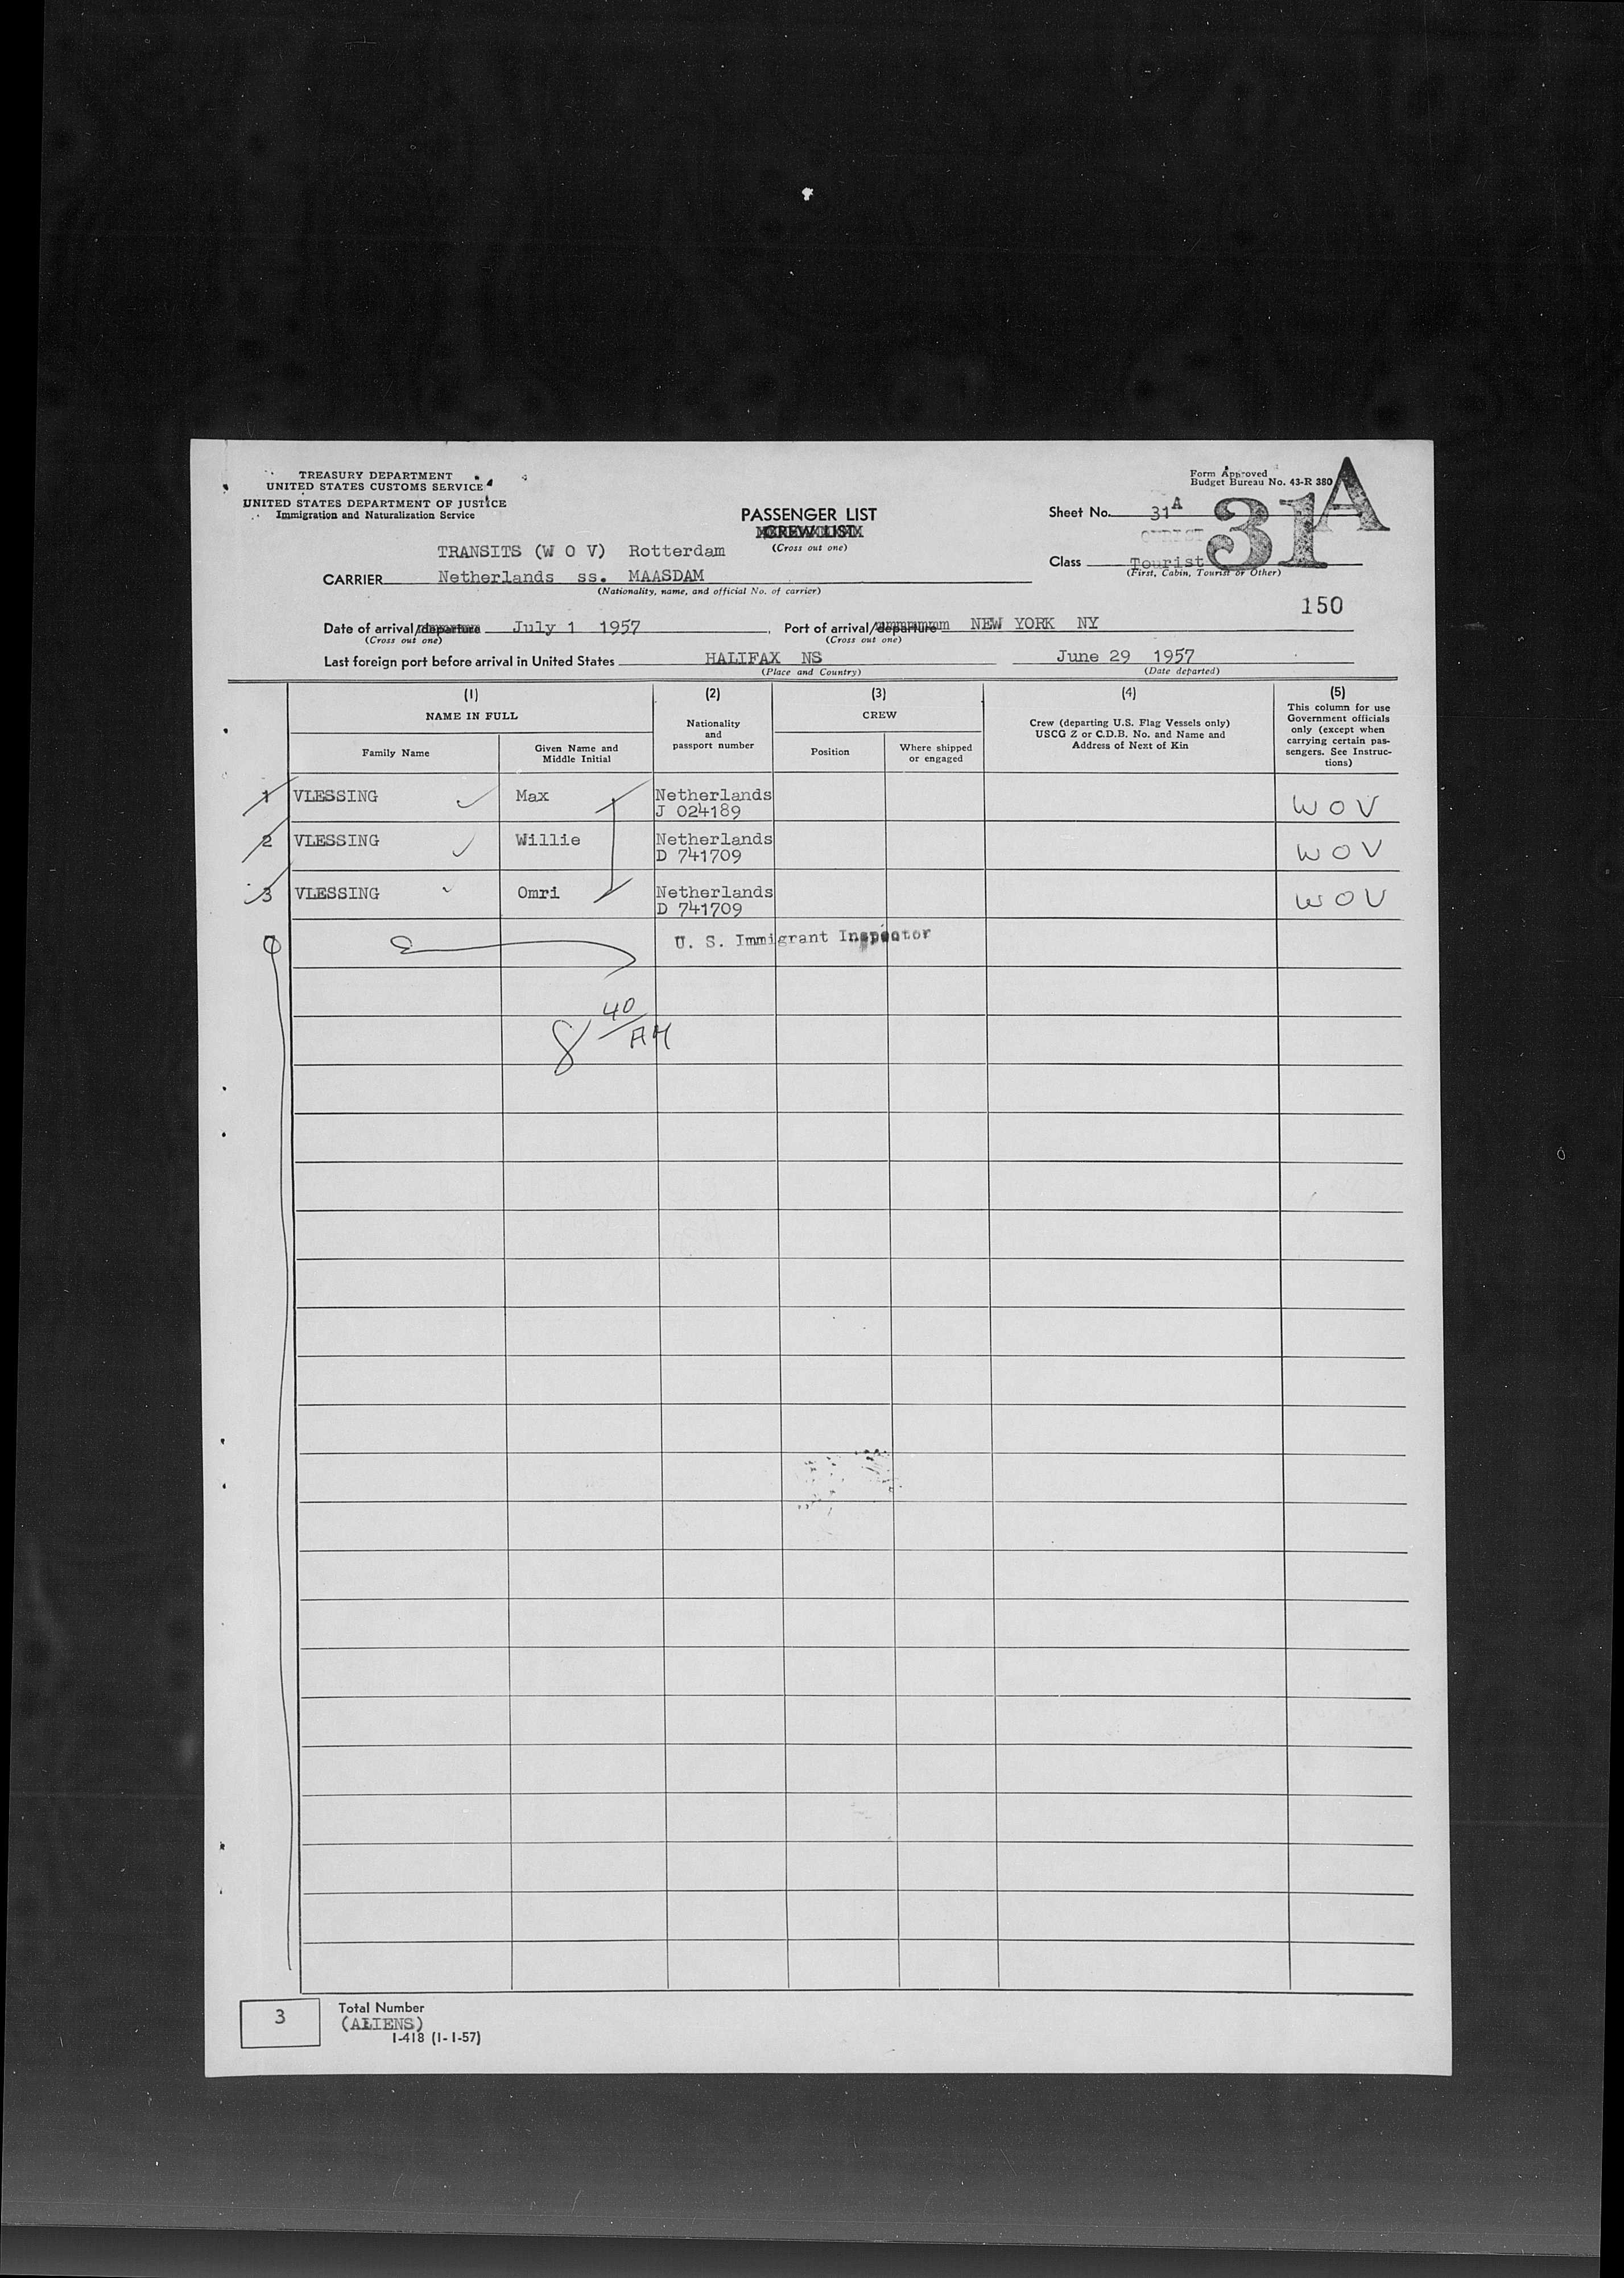 TREASURY DEPARTMENT
UNITED STATES CUSTOMS SERVICE
UNITED STATES DEPARTMENT OF JUSTICE
Immigration and Naturalization Service
Form Approved
Budget Bureau No. 43-R 380
31A
PASSENGER LIST
CREW LIST
(Cross out one)
Sheet No. 31A
TRANSITS (W O V) Rotterdam
CARRIER Netherlands ss. MAASDAM
(Nationality, name, and official No. of carrier)
Class Tourist
(First, Cabin, Tourist or Other)
150
Date of arrival/departure July 1 1957
(Cross out one)
Port of arrival/departure NEW YORK NY
(Cross out one)
Last foreign port before arrival in United States HALIFAX NS June 29 1957
(Place and Country) (Date departed)
(1) (2) (3) (4) (5)
NAME IN FULL
Family Name
Given Name and
Middle Initial
Nationality
and
passport number
CREW
Position
Where shipped
or engaged
Crew (departing U.S. Flag Vessels only)
USCG Z or C.D.B. No. and Name and
Address of Next of Kin
This column for use
Government officials
only (except when
carrying certain pas-
sengers. See Instruc-
tions)
1 VLESSING Max Netherlands W O V
J 024189
2 VLESSING Willie Netherlands W O V
D 741709
3 VLESSING Omri Netherlands W O V
D 741709
U. S. Immigrant Inspector
8 40/AM
3
Total Number
(ALIENS)
I-418 (1-1-57)